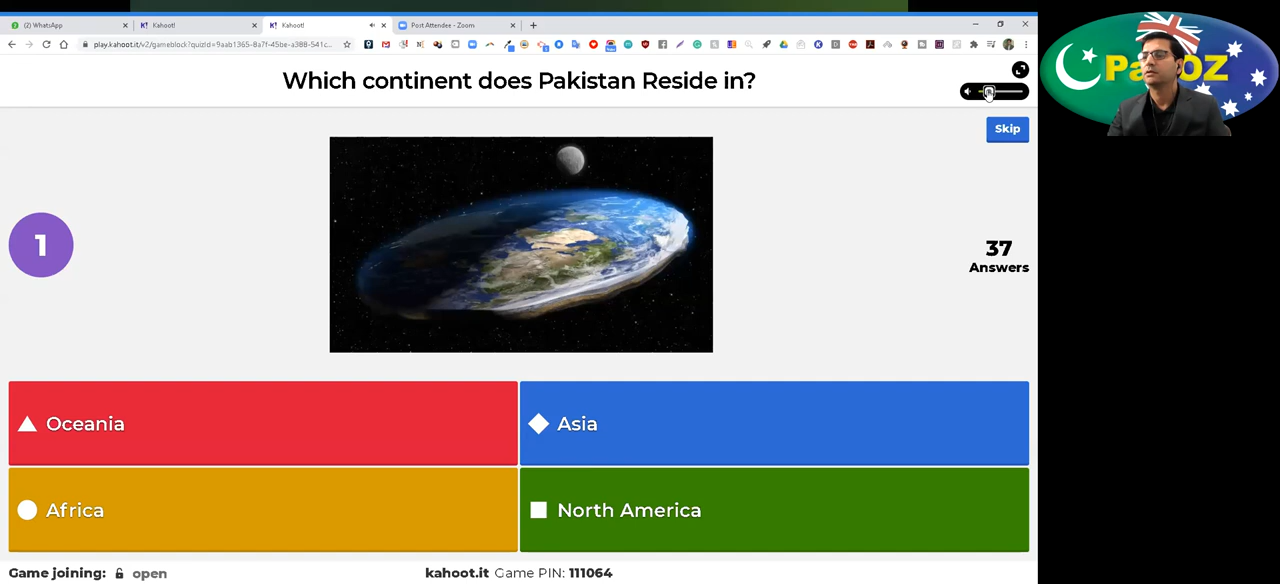 (2) WhatsApp
Kahoot!
Kahoot!
Post Attendee - Zoom
play.kahoot.it/v2/gameblock?quizId=9aab1365-8a7f-45be-a388-541c...
Which continent does Pakistan Reside in?
Skip
1
37
Answers
Oceania
Asia
Africa
North America
Game joining: open
kahoot.it Game PIN: 111064